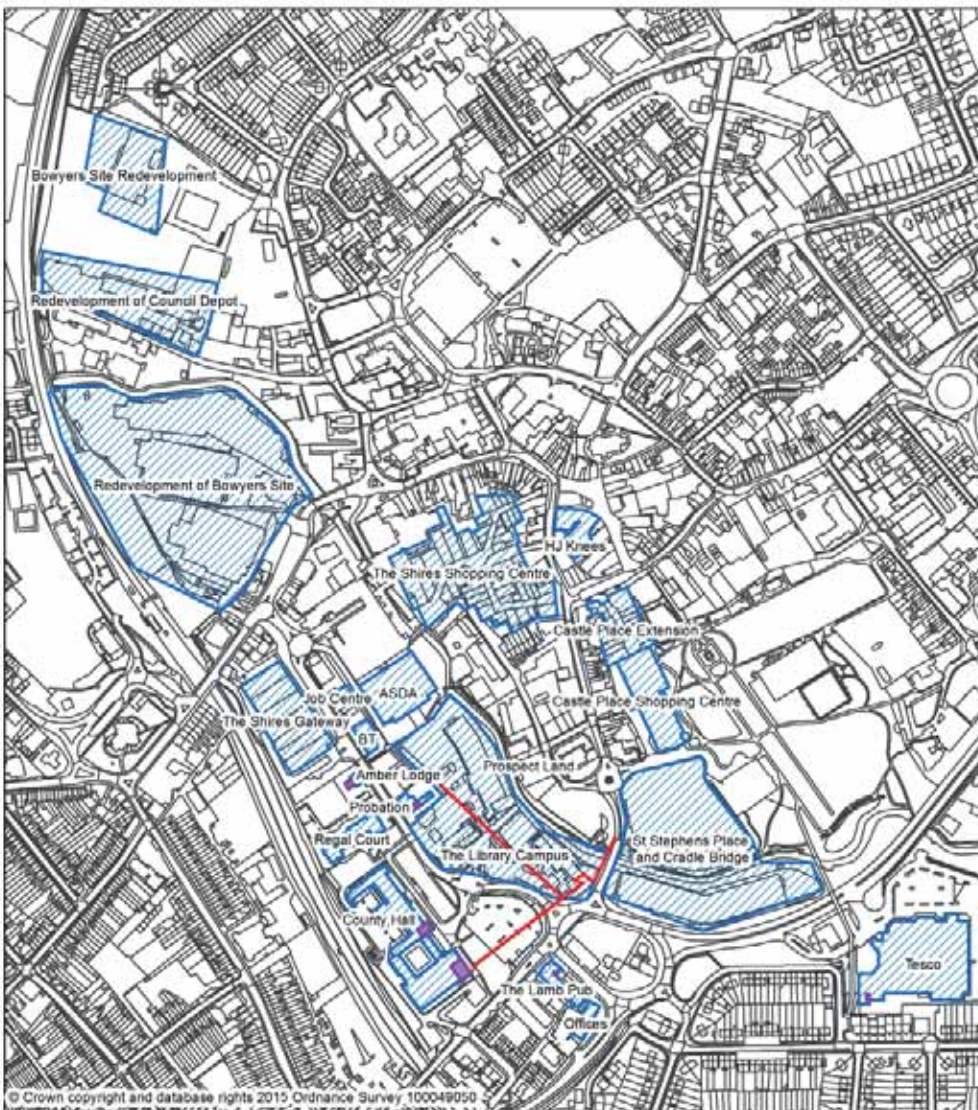 Bowyers Site Redevelopment
Redevelopment of Council Depot
Redevelopment of Bowyers Site
HJ Knees
The Shires Shopping Centre
Castle Place Extension
Job Centre
ASDA
Castle Place Shopping Centre
The Shires Gateway
BT
Prospect Land
Amber Lodge
Probation
Regal Court
St Stephens Place
and Cradle Bridge
The Library Campus
County Hall
Tesco
The Lamb Pub
Offices
© Crown copyright and database rights 2015 Ordnance Survey 100049050